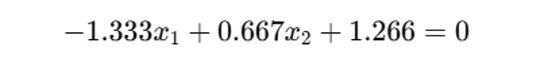 −1.333x₁ + 0.667x₂ + 1.266 = 0